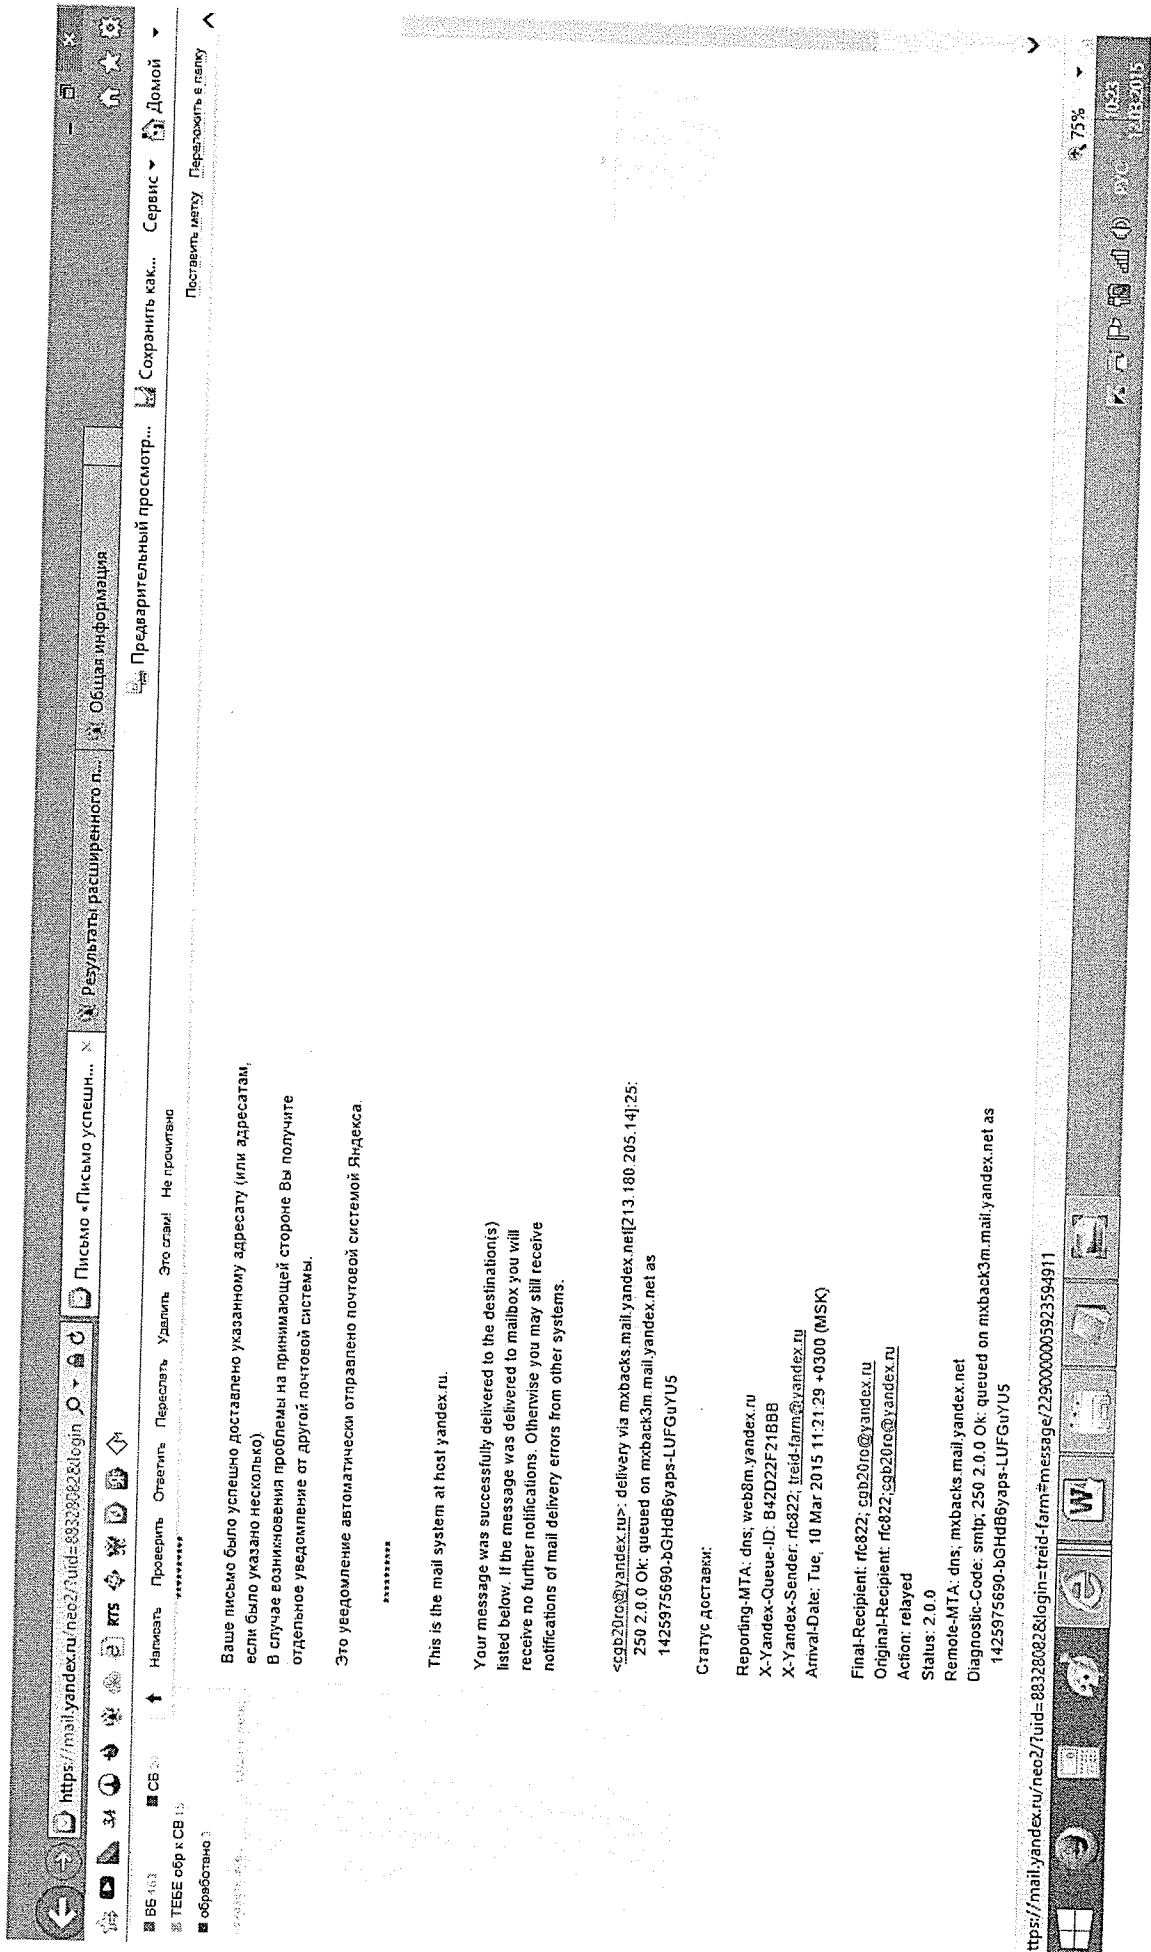 https://mail.yandex.ru/neo2/?uid=88328082&login
Письмо «Письмо успешн... ×
Результаты расширенного п...
Общая информация
34
RTS
Предварительный просмотр...
Сохранить как...
Сервис
Домой
ВБ
СВ
Написать Проверить Ответить Переслать Удалить Это спам! Не прочитано
Поставить метку Переложить в папку
ТЕБЕ обр к СВ
обработано
**********
Ваше письмо было успешно доставлено указанному адресату (или адресатам,
если было указано несколько).
В случае возникновения проблемы на принимающей стороне Вы получите
отдельное уведомление от другой почтовой системы.
Это уведомление автоматически отправлено почтовой системой Яндекса.
**********
This is the mail system at host yandex.ru.
Your message was successfully delivered to the destination(s)
listed below. If the message was delivered to mailbox you will
receive no further notifications. Otherwise you may still receive
notifications of mail delivery errors from other systems.
<cgb20ro@yandex.ru>: delivery via mxbacks.mail.yandex.net[213.180.205.14]:25:
250 2.0.0 Ok: queued on mxback3m.mail.yandex.net as
1425975690-bGHdB6yaps-LUFGuYU5
Статус доставки:
Reporting-MTA: dns; web8m.yandex.ru
X-Yandex-Queue-ID: B42D22F21BBB
X-Yandex-Sender: rfc822; treid-farm@yandex.ru
Arrival-Date: Tue, 10 Mar 2015 11:21:29 +0300 (MSK)
Final-Recipient: rfc822; cgb20ro@yandex.ru
Original-Recipient: rfc822;cgb20ro@yandex.ru
Action: relayed
Status: 2.0.0
Remote-MTA: dns; mxbacks.mail.yandex.net
Diagnostic-Code: smtp; 250 2.0.0 Ok: queued on mxback3m.mail.yandex.net as
1425975690-bGHdB6yaps-LUFGuYU5
ttps://mail.yandex.ru/neo2/?uid=88328082&login=treid-farm#message/2290000005923594911
75%
РУС
10:23
12.03.2015